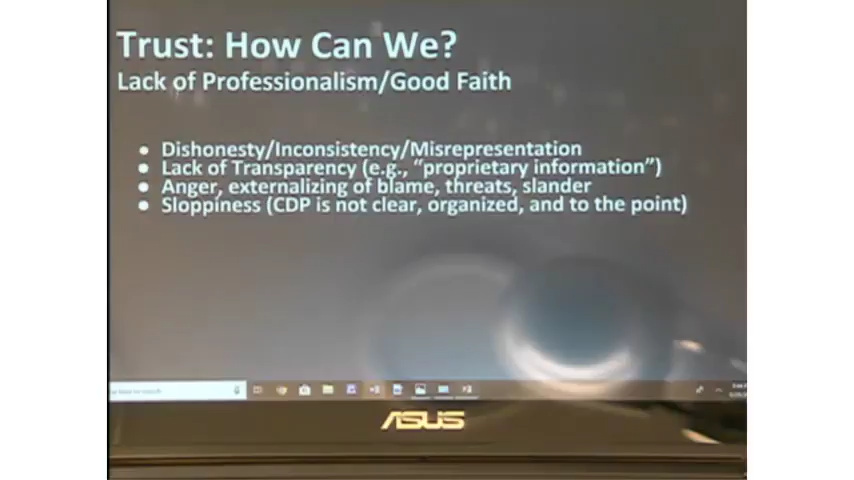 Trust: How Can We?
Lack of Professionalism/Good Faith
• Dishonesty/Inconsistency/Misrepresentation
• Lack of Transparency (e.g., “proprietary information”)
• Anger, externalizing of blame, threats, slander
• Sloppiness (CDP is not clear, organized, and to the point)
ASUS